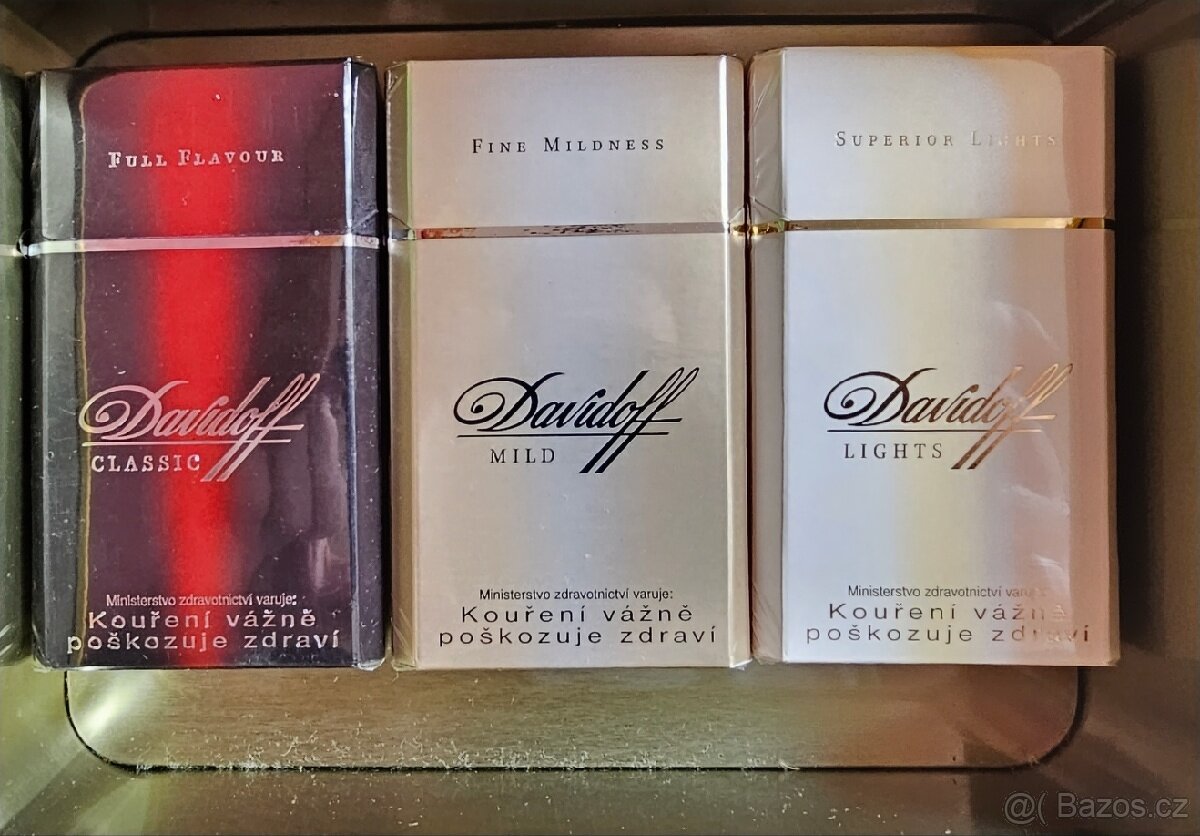 FULL FLAVOUR
Davidoff
CLASSIC
Ministerstvo zdravotnictví varuje:
Kouření vážně
poškozuje zdraví
FINE MILDNESS
Davidoff
MILD
Ministerstvo zdravotnictví varuje:
Kouření vážně
poškozuje zdraví
SUPERIOR LIGHTS
Davidoff
LIGHTS
Ministerstvo zdravotnictví varuje:
Kouření vážně
poškozuje zdraví
@( Bazos.cz